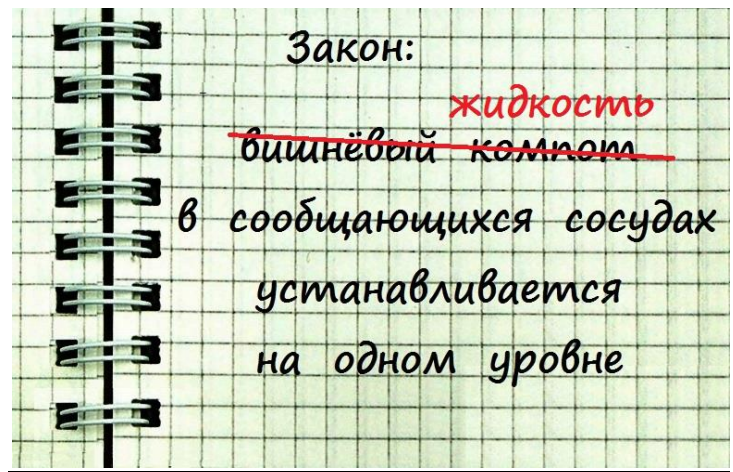 Закон:
жидкость
вишнёвый компот
в сообщающихся сосудах
устанавливается
на одном уровне